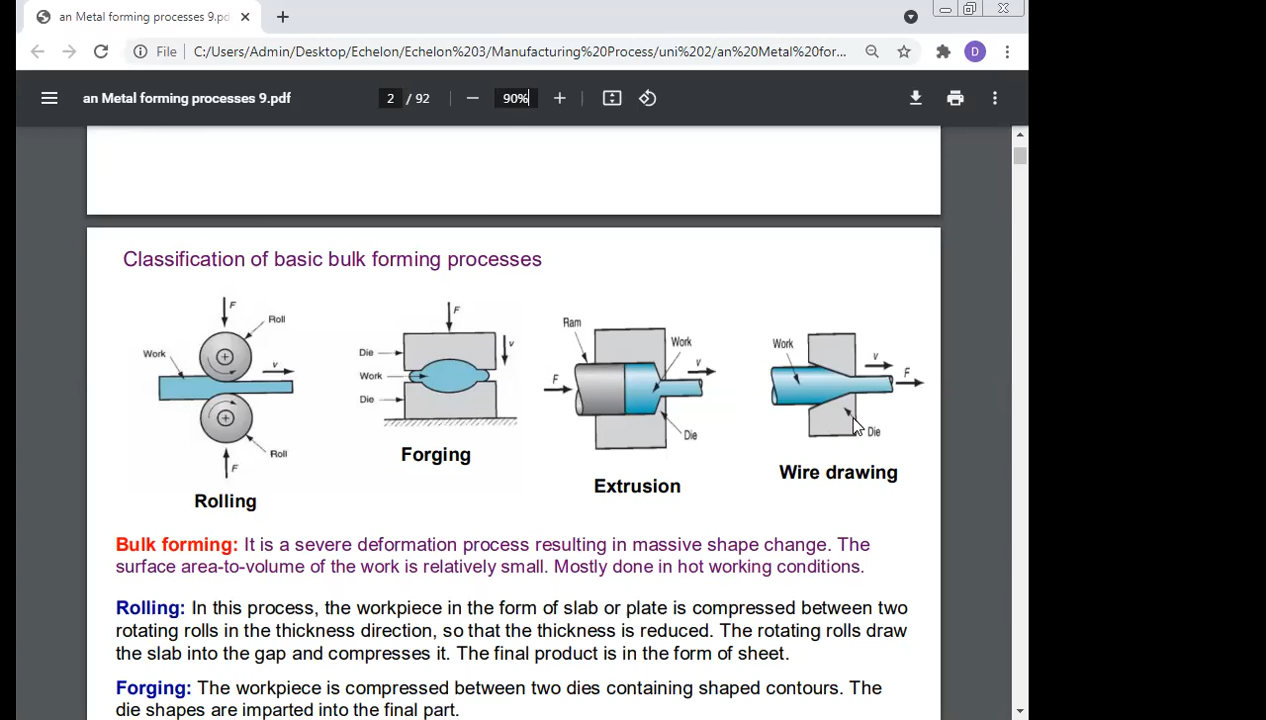 an Metal forming processes 9.pd
File C:/Users/Admin/Desktop/Echelon/Echelon%203/Manufacturing%20Process/uni%202/an%20Metal%20for... D
an Metal forming processes 9.pdf 2 / 92 90%
Classification of basic bulk forming processes
F
Roll
Work
v
Roll
F
Rolling
F
Die
v
Work
Die
Forging
Ram
Work
F
v
Die
Extrusion
Work
v
F
Die
Wire drawing
Bulk forming: It is a severe deformation process resulting in massive shape change. The
surface area-to-volume of the work is relatively small. Mostly done in hot working conditions.
Rolling: In this process, the workpiece in the form of slab or plate is compressed between two
rotating rolls in the thickness direction, so that the thickness is reduced. The rotating rolls draw
the slab into the gap and compresses it. The final product is in the form of sheet.
Forging: The workpiece is compressed between two dies containing shaped contours. The
die shapes are imparted into the final part.